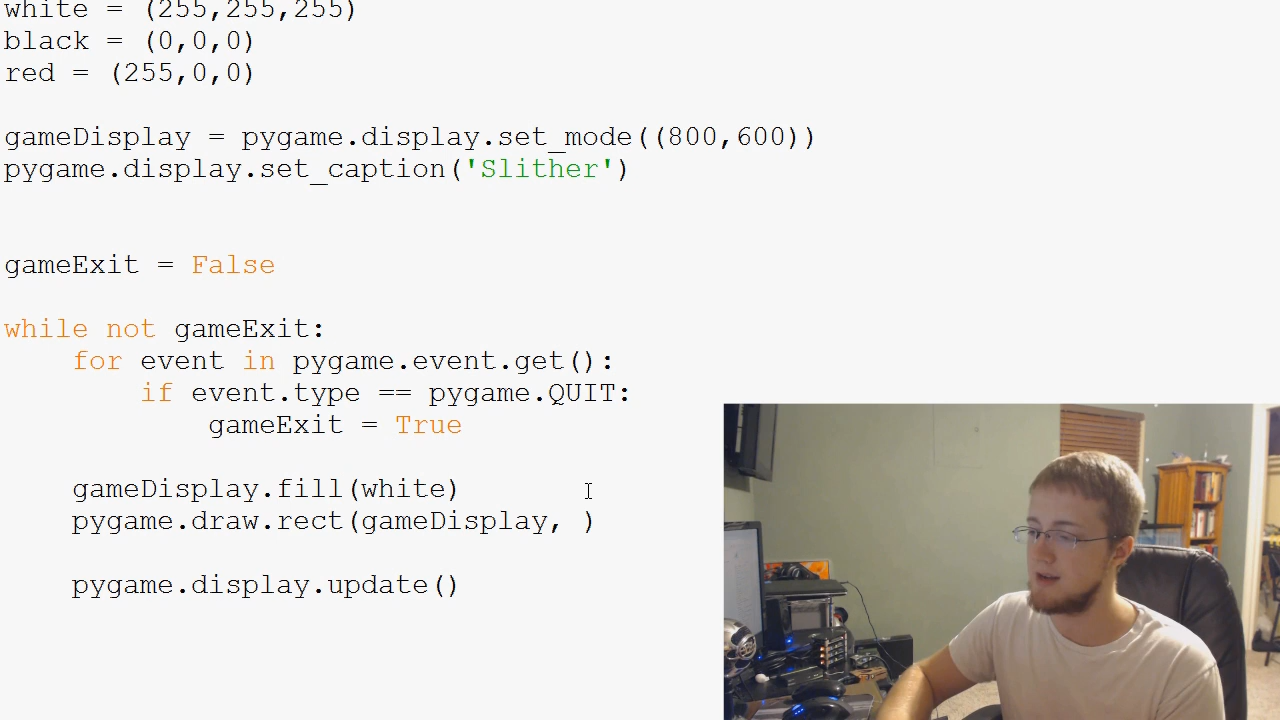 white = (255,255,255)
black = (0,0,0)
red = (255,0,0)
gameDisplay = pygame.display.set_mode((800,600))
pygame.display.set_caption('Slither')
gameExit = False
while not gameExit:
for event in pygame.event.get():
if event.type == pygame.QUIT:
gameExit = True
gameDisplay.fill(white)
pygame.draw.rect(gameDisplay, )
pygame.display.update()